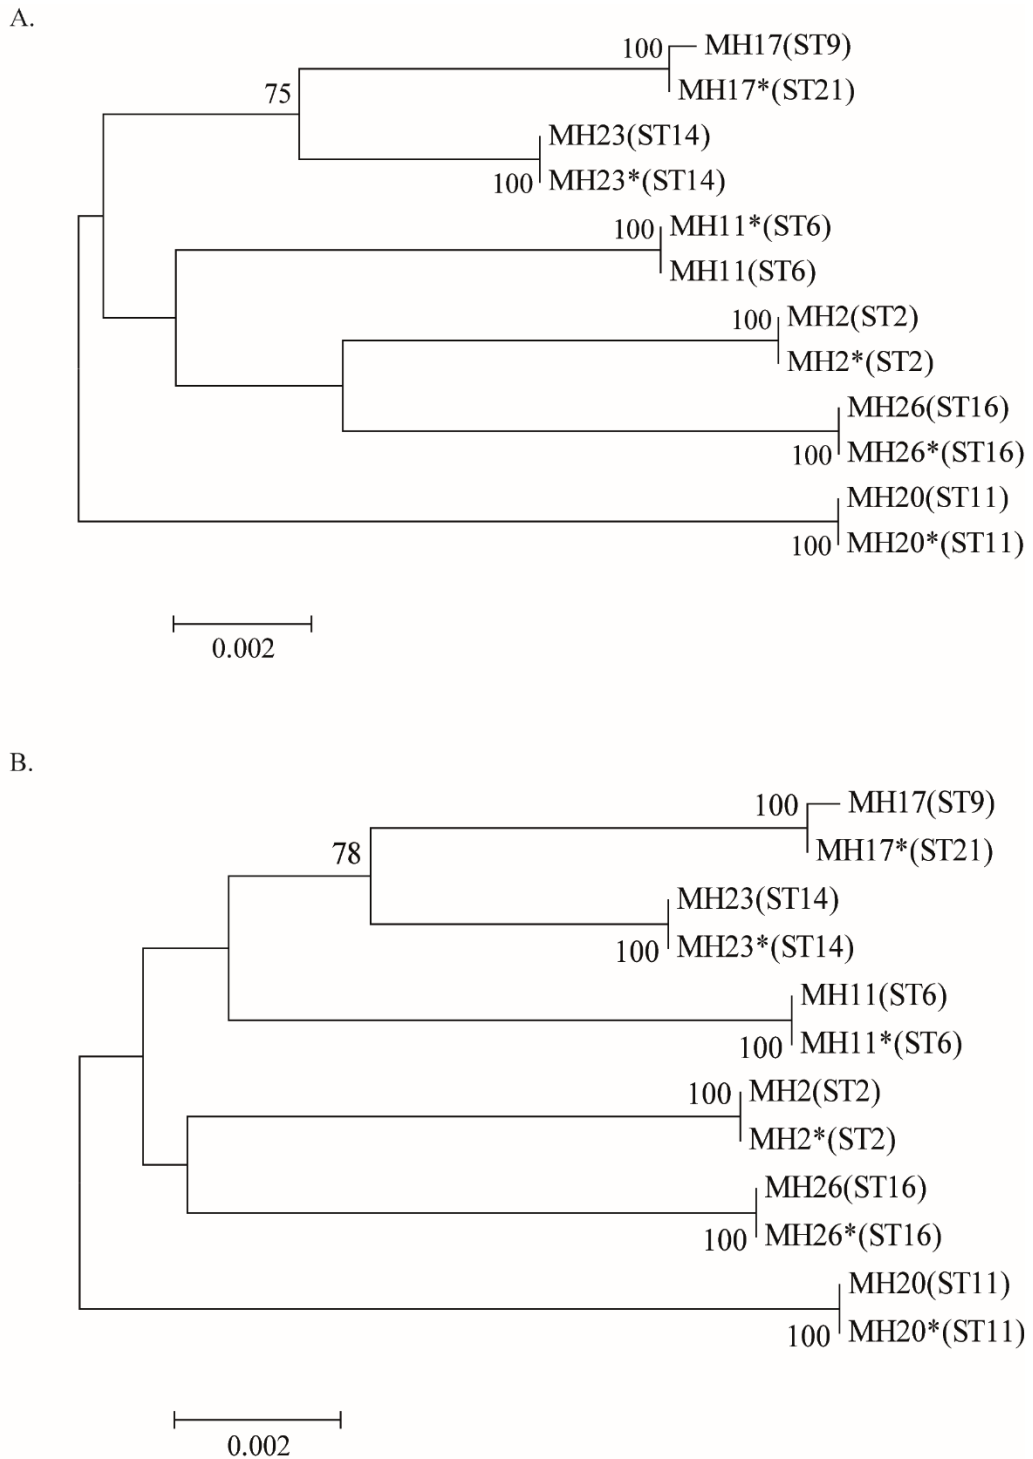 A.
100 MH17(ST9)
MH17*(ST21)
75
MH23(ST14)
100 MH23*(ST14)
100 MH11*(ST6)
MH11(ST6)
100 MH2(ST2)
MH2*(ST2)
MH26(ST16)
100 MH26*(ST16)
MH20(ST11)
100 MH20*(ST11)
0.002
B.
100 MH17(ST9)
MH17*(ST21)
78
MH23(ST14)
100 MH23*(ST14)
MH11(ST6)
100 MH11*(ST6)
100 MH2(ST2)
MH2*(ST2)
MH26(ST16)
100 MH26*(ST16)
MH20(ST11)
100 MH20*(ST11)
0.002